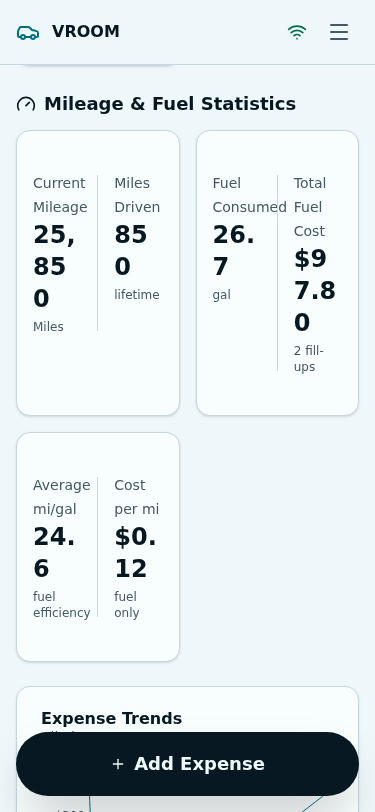 VROOM
Mileage & Fuel Statistics
Current
Mileage
25,
85
0
Miles
Miles
Driven
85
0
lifetime
Fuel
Consumed
26.
7
gal
Total
Fuel
Cost
$9
7.8
0
2 fill-
ups
Average
mi/gal
24.
6
fuel
efficiency
Cost
per mi
$0.
12
fuel
only
Expense Trends
+ Add Expense